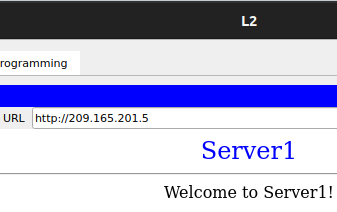 L2
rogramming
URL http://209.165.201.5
Server1
Welcome to Server1!